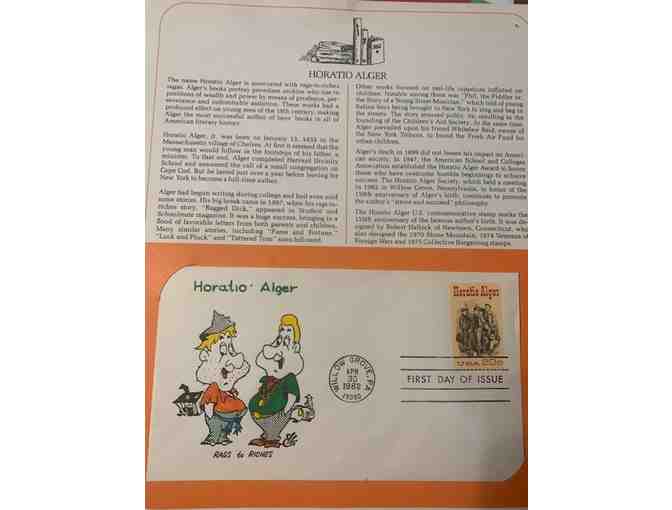 HORATIO ALGER
The name Horatio Alger is associated with rags-to-riches
sagas. Alger's books portray penniless urchins who rise to
positions of wealth and power by means of prudence, per-
severance and indomitable ambition. These works had a
profound effect on young men of the 19th century, making
Alger the most successful author of boys' books in all of
American literary history.
Horatio Alger, Jr. was born on January 13, in the
Massachusetts village of Chelsea. At first it seemed that the
young man would follow in the footsteps of his father, a
minister. To that end, Alger completed Harvard Divinity
School and assumed the call of a small congregation on
Cape Cod. But he lasted just over a year before leaving for
New York to become a full-time author.
Alger had begun writing during college and had even sold
some stories. His big break came in 1867, when his rags-to-
riches story, "Ragged Dick," appeared in Student and
Schoolmate magazine. It was a huge success, bringing in a
flood of favorable letters from both parents and children.
Many similar stories, including "Fame and Fortune,"
"Luck and Pluck" and "Tattered Tom" soon followed.
Other works focused on real-life injustices inflicted on
children. Notable among these was "Phil, the Fiddler or,
the Story of a Young Street Musician," which told of young
Italian boys being brought to New York to sing and beg in
the streets. The story aroused public ire, resulting in the
founding of the Children's Aid Society. At the same time,
Alger prevailed upon his friend Whitelaw Reid, owner of
the New York Tribune, to found the Fresh Air Fund for
urban children.
Alger's death in 1899 did not lessen his impact on Ameri-
can society. In 1947, the American School and Colleges
Association established the Horatio Alger Award to honor
those who have overcome humble beginnings to achieve
success. The Horatio Alger Society, which held a meeting
in 1982 in Willow Grove, Pennsylvania, in honor of the
150th anniversary of Alger's birth, continues to promote
the author's "strive and succeed" philosophy.
The Horatio Alger U.S. commemorative stamp marks the
150th anniversary of the famous author's birth. It was de-
signed by Robert Hallock of Newtown, Connecticut, who
also designed the 1970 Stone Mountain, 1974 Veterans of
Foreign Wars and 1975 Collective Bargaining stamps.
Horatio Alger
Horatio Alger
USA 20c
WILLOW GROVE, PA
APR
30
1982
19090
FIRST DAY OF ISSUE
RAGS to RICHES